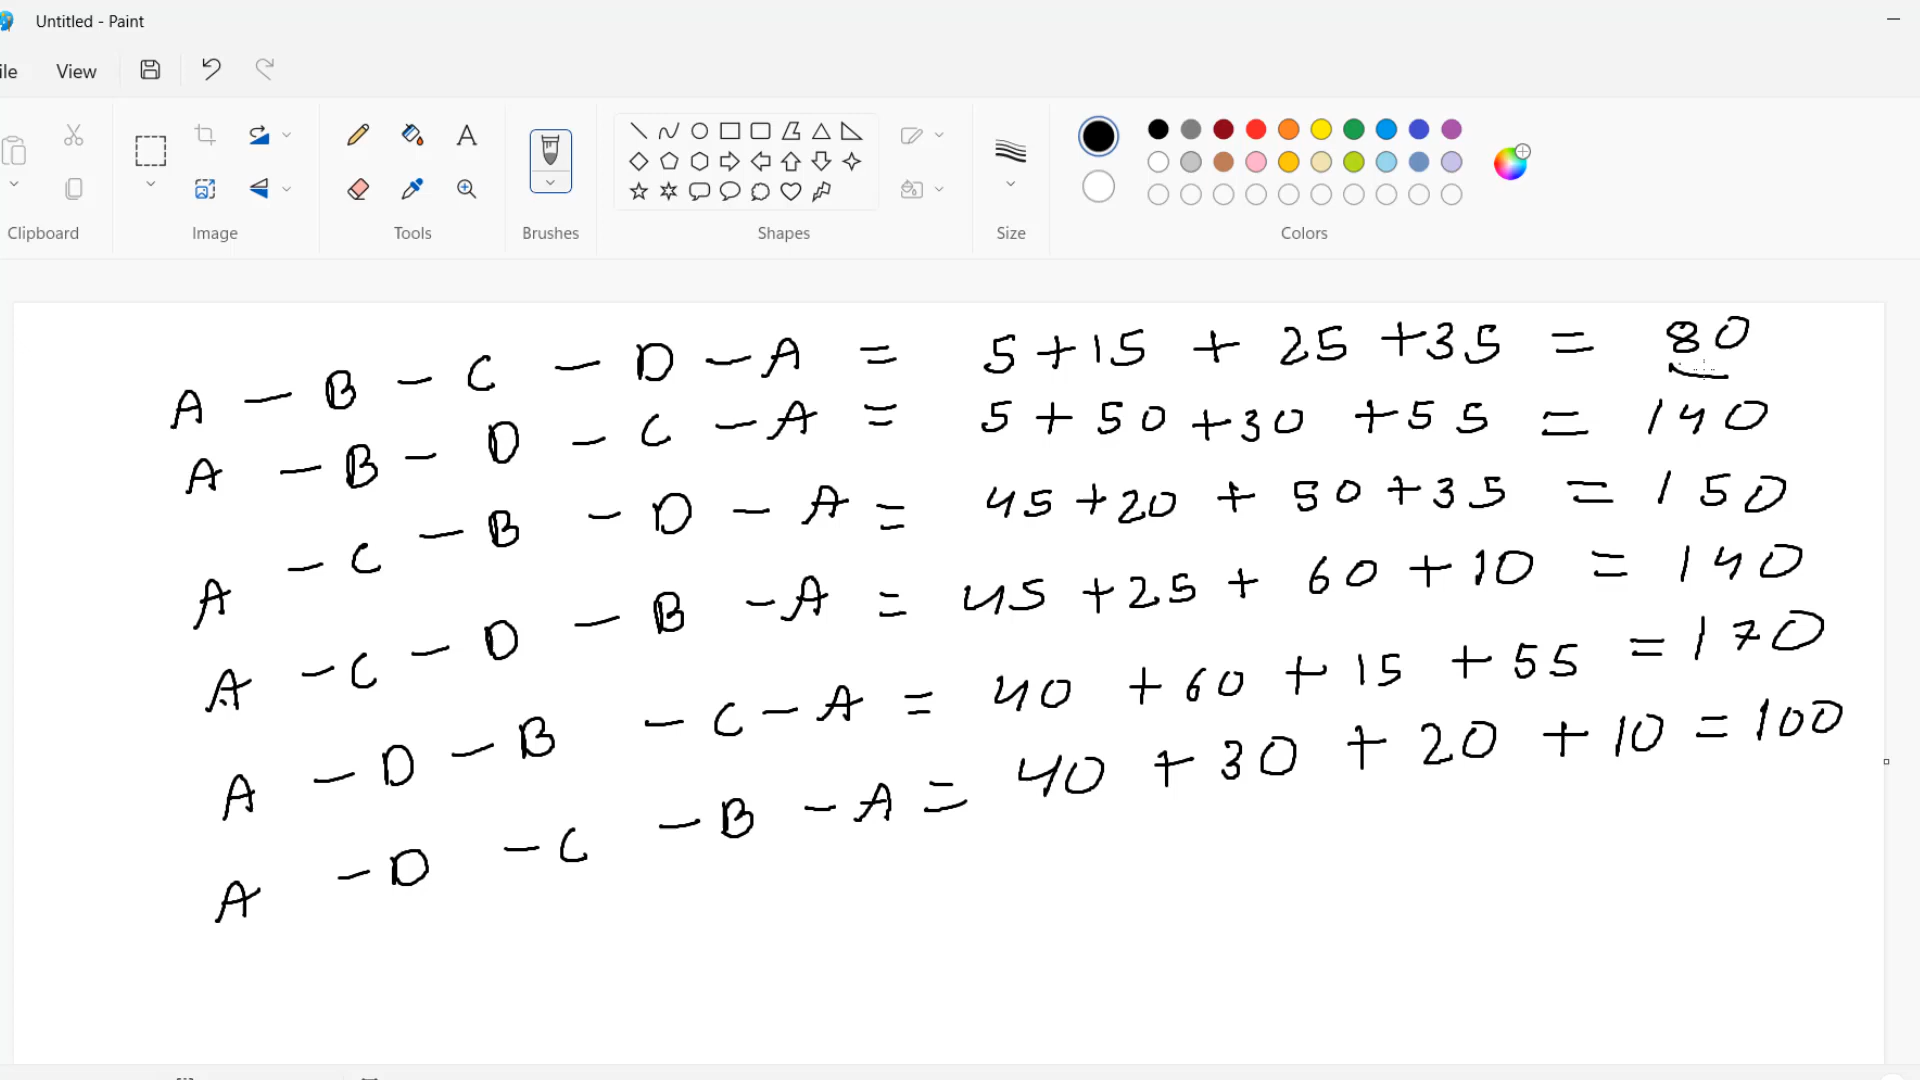 Untitled - Paint
ile View
Clipboard Image Tools Brushes Shapes Size Colors
A - B - C - D - A = 5 + 15 + 25 + 35 = 80
A - B - D - C - A = 5 + 50 + 30 + 55 = 140
A - C - B - D - A = 45 + 20 + 50 + 35 = 150
A - C - D - B - A = 45 + 25 + 60 + 10 = 140
A - D - B - C - A = 40 + 60 + 15 + 55 = 170
A - D - C - B - A = 40 + 30 + 20 + 10 = 100